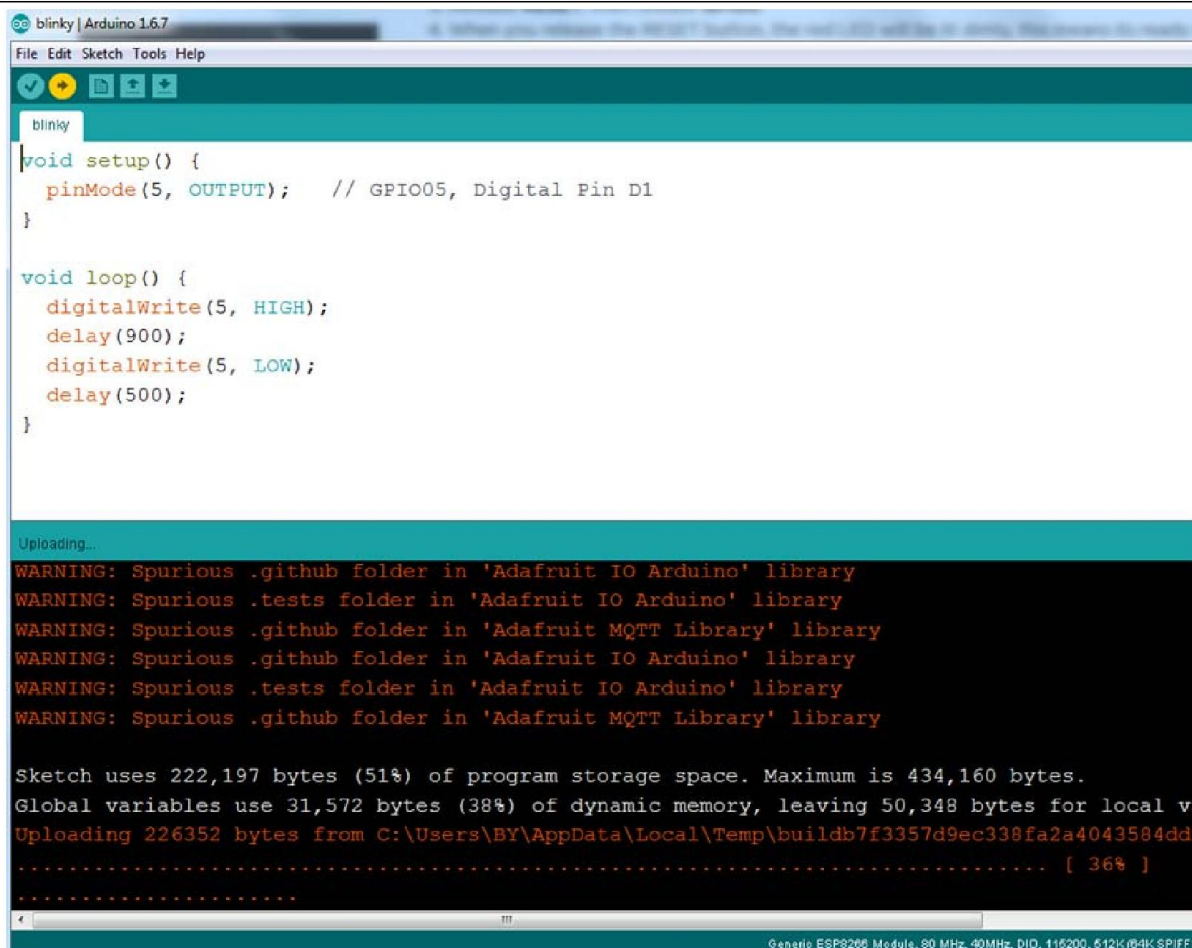 blinky | Arduino 1.6.7
File Edit Sketch Tools Help
blinky
void setup() {
  pinMode(5, OUTPUT);   // GPIO05, Digital Pin D1
}
void loop() {
  digitalWrite(5, HIGH);
  delay(900);
  digitalWrite(5, LOW);
  delay(500);
}
Uploading...
WARNING: Spurious .github folder in 'Adafruit IO Arduino' library
WARNING: Spurious .tests folder in 'Adafruit IO Arduino' library
WARNING: Spurious .github folder in 'Adafruit MQTT Library' library
WARNING: Spurious .github folder in 'Adafruit IO Arduino' library
WARNING: Spurious .tests folder in 'Adafruit IO Arduino' library
WARNING: Spurious .github folder in 'Adafruit MQTT Library' library
Sketch uses 222,197 bytes (51%) of program storage space. Maximum is 434,160 bytes.
Global variables use 31,572 bytes (38%) of dynamic memory, leaving 50,348 bytes for local v
Uploading 226352 bytes from C:\Users\BY\AppData\Local\Temp\buildb7f3357d9ec338fa2a4043584dd
................................................................................ [ 36% ]
......................
Generic ESP8266 Module, 80 MHz, 40MHz, DIO, 115200, 512K (64K SPIFF